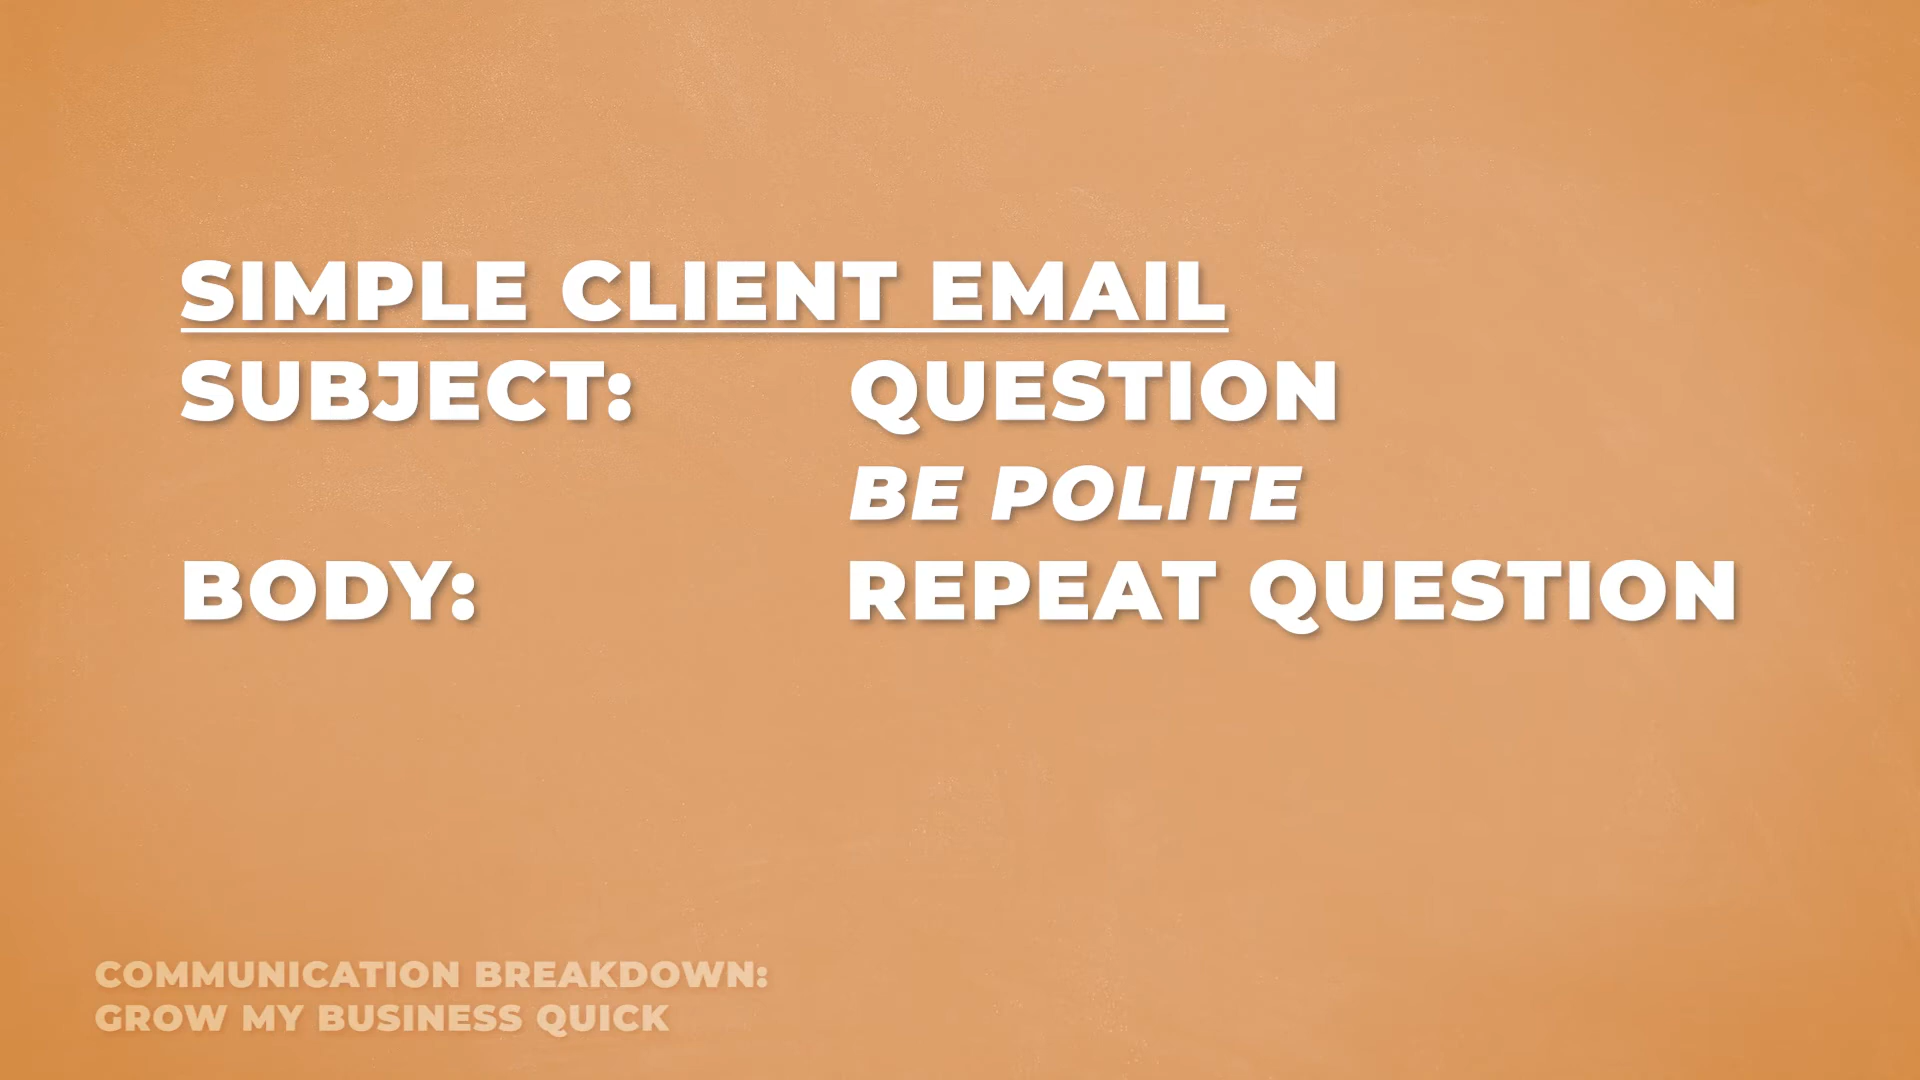 SIMPLE CLIENT EMAIL
SUBJECT: QUESTION
BE POLITE
BODY: REPEAT QUESTION
COMMUNICATION BREAKDOWN:
GROW MY BUSINESS QUICK